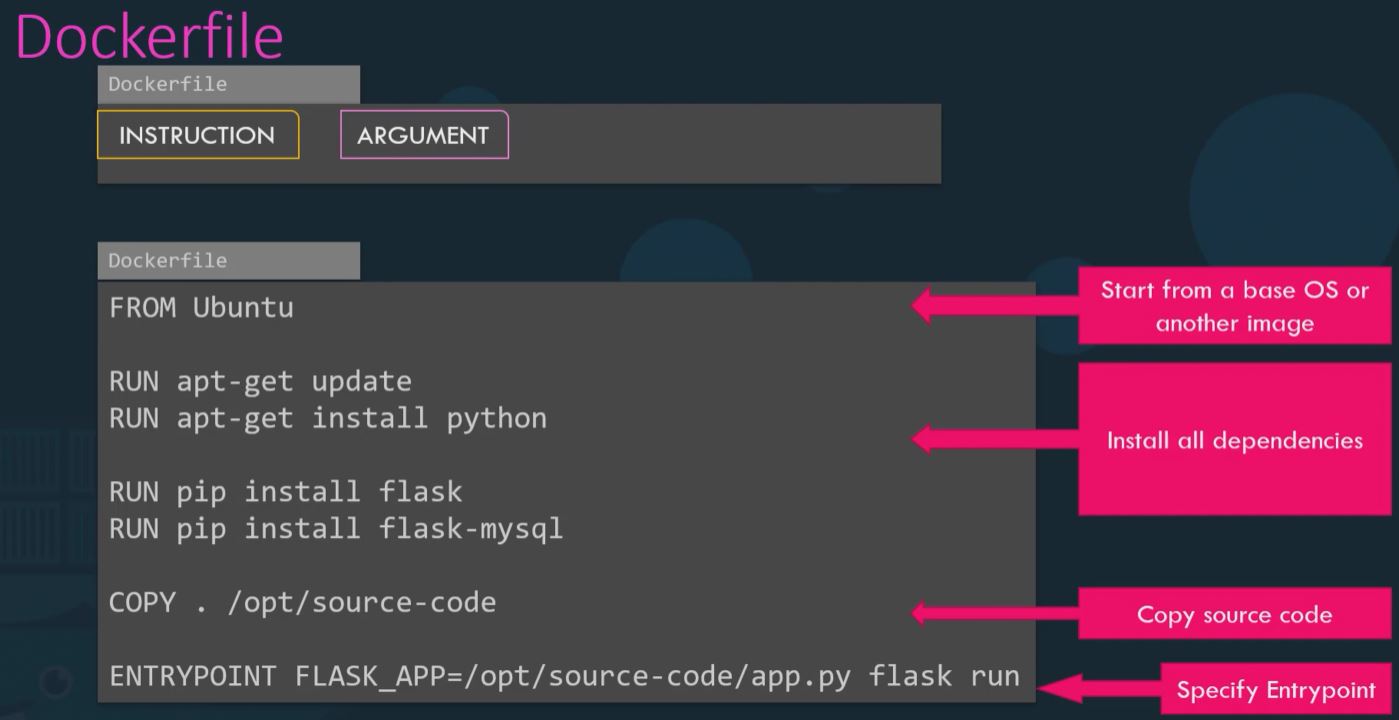 Dockerfile
Dockerfile
INSTRUCTION ARGUMENT
Dockerfile
FROM Ubuntu
Start from a base OS or
another image
RUN apt-get update
RUN apt-get install python
Install all dependencies
RUN pip install flask
RUN pip install flask-mysql
COPY . /opt/source-code
Copy source code
ENTRYPOINT FLASK_APP=/opt/source-code/app.py flask run
Specify Entrypoint